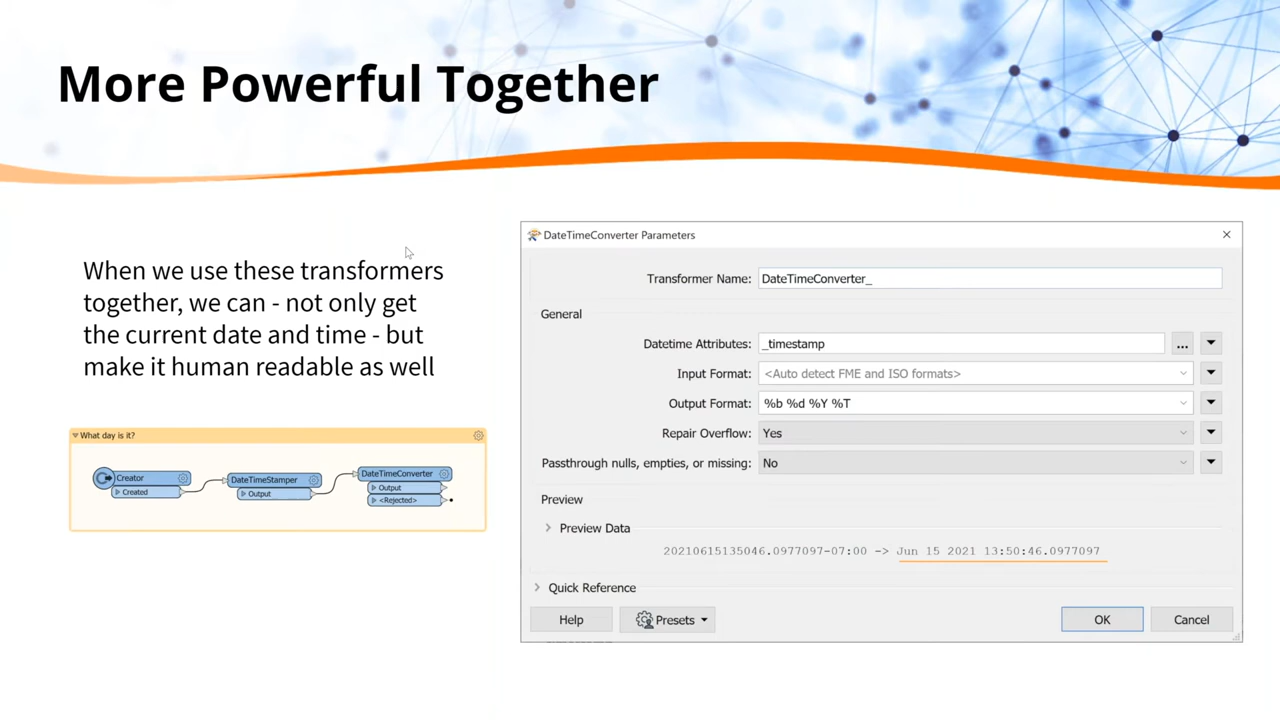 More Powerful Together
When we use these transformers
together, we can - not only get
the current date and time - but
make it human readable as well
What day is it?
Creator
Created
DateTimeStamper
Output
DateTimeConverter
Output
<Rejected>
DateTimeConverter Parameters
Transformer Name: DateTimeConverter_
General
Datetime Attributes: _timestamp ...
Input Format: <Auto detect FME and ISO formats>
Output Format: %b %d %Y %T
Repair Overflow: Yes
Passthrough nulls, empties, or missing: No
Preview
Preview Data
20210615135046.0977097-07:00 -> Jun 15 2021 13:50:46.0977097
Quick Reference
Help Presets OK Cancel